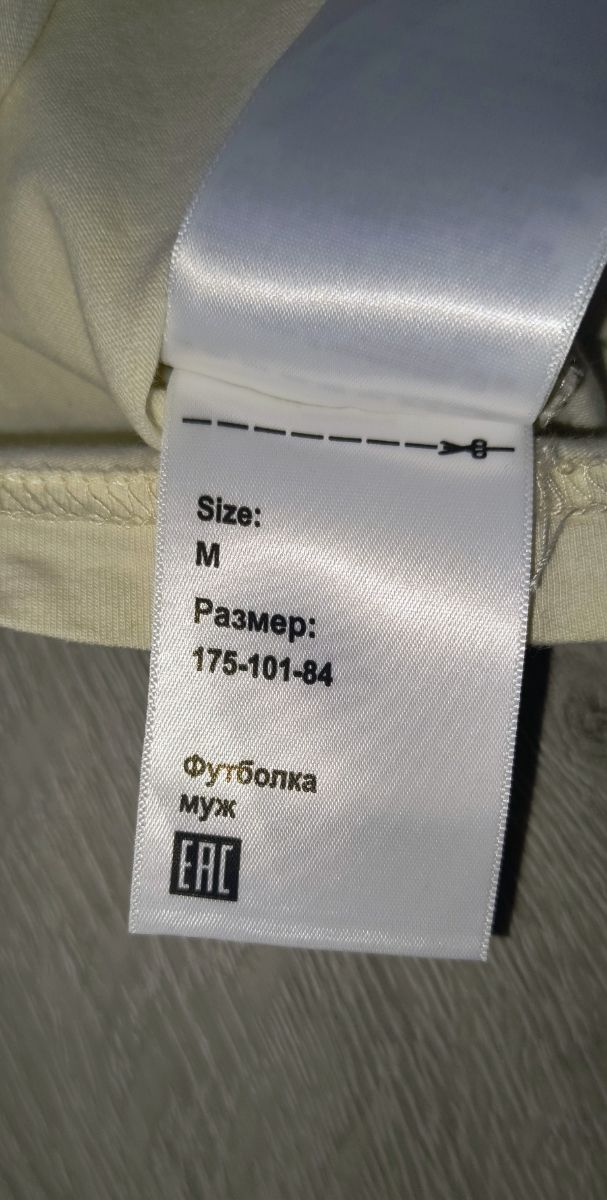 Size:
M
Размер:
175-101-84
Футболка
муж
EAC